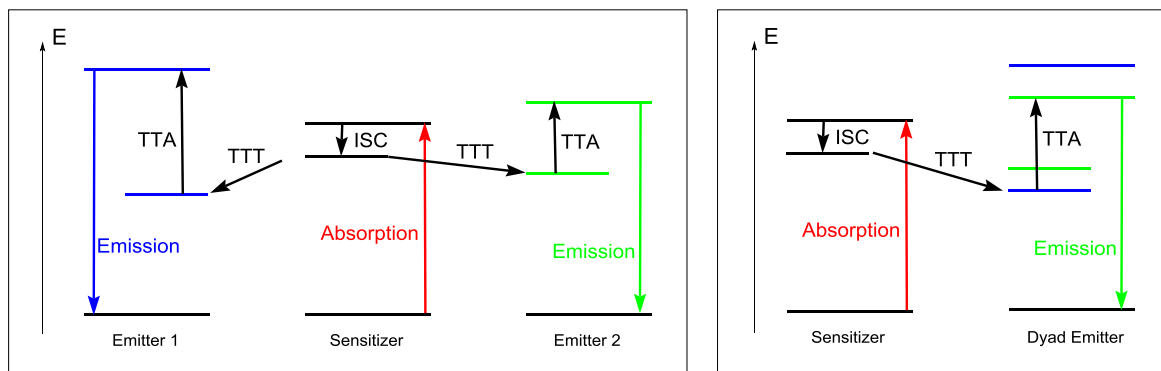 E
TTA
TTT
ISC
TTT
TTA
Emission
Absorption
Emission
Emitter 1
Sensitizer
Emitter 2
E
ISC
TTT
TTA
Absorption
Emission
Sensitizer
Dyad Emitter